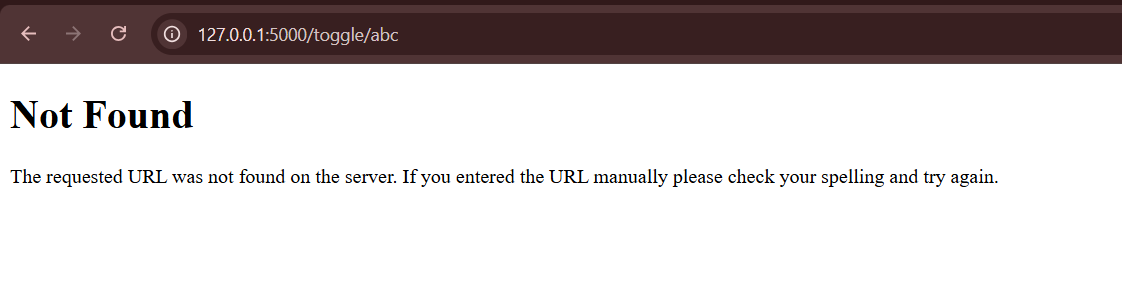 127.0.0.1:5000/toggle/abc
Not Found
The requested URL was not found on the server. If you entered the URL manually please check your spelling and try again.